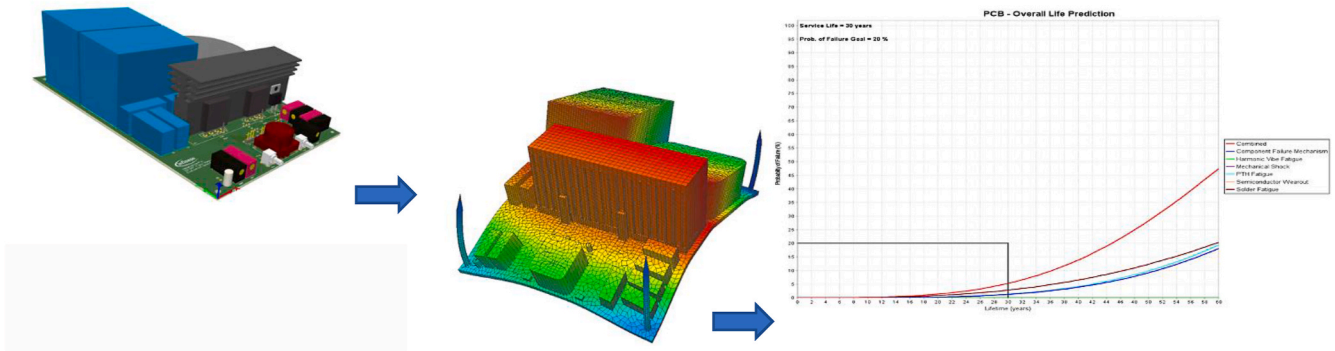 PCB - Overall Life Prediction
Service Life = 30 years
Prob. of Failure Goal = 20 %
Probability of Failure (%)
100
95
90
85
80
75
70
65
60
55
50
45
40
35
30
25
20
15
10
5
0
0 2 4 6 8 10 12 14 16 18 20 22 24 26 28 30 32 34 36 38 40 42 44 46 48 50 52 54 56 58 60
Lifetime (years)
Combined
Component Failure Mechanism
Harmonic Vibe Fatigue
Mechanical Shock
PTH Fatigue
Semiconductor Wearout
Solder Fatigue